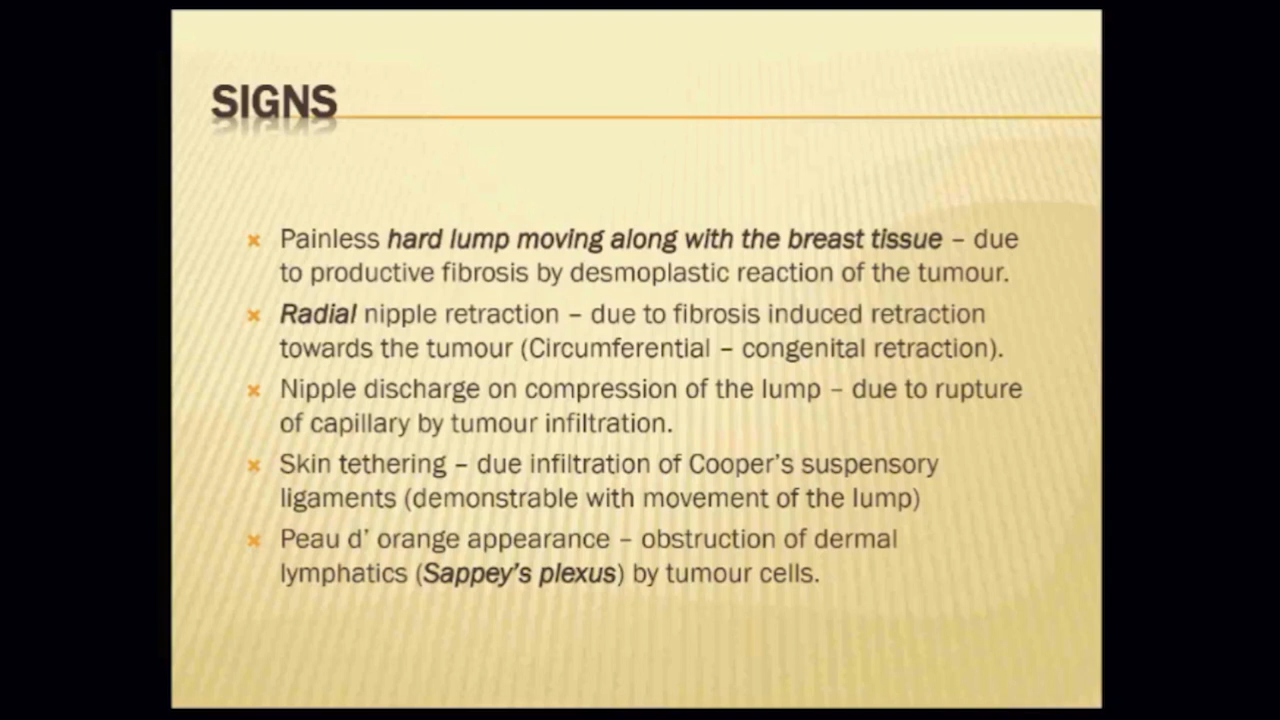 SIGNS
Painless hard lump moving along with the breast tissue – due
to productive fibrosis by desmoplastic reaction of the tumour.
Radial nipple retraction – due to fibrosis induced retraction
towards the tumour (Circumferential – congenital retraction).
Nipple discharge on compression of the lump – due to rupture
of capillary by tumour infiltration.
Skin tethering – due infiltration of Cooper’s suspensory
ligaments (demonstrable with movement of the lump)
Peau d’ orange appearance – obstruction of dermal
lymphatics (Sappey’s plexus) by tumour cells.